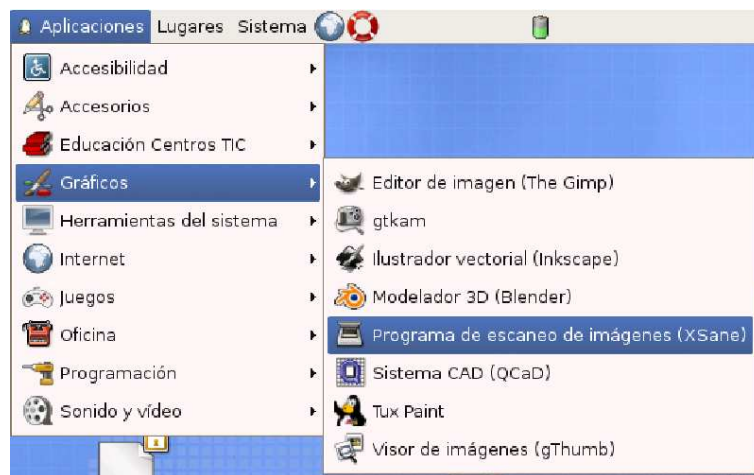 Aplicaciones Lugares Sistema
Accesibilidad
Accesorios
Educación Centros TIC
Gráficos
Herramientas del sistema
Internet
Juegos
Oficina
Programación
Sonido y vídeo
Editor de imagen (The Gimp)
gtkam
Ilustrador vectorial (Inkscape)
Modelador 3D (Blender)
Programa de escaneo de imágenes (XSane)
Sistema CAD (QCaD)
Tux Paint
Visor de imágenes (gThumb)